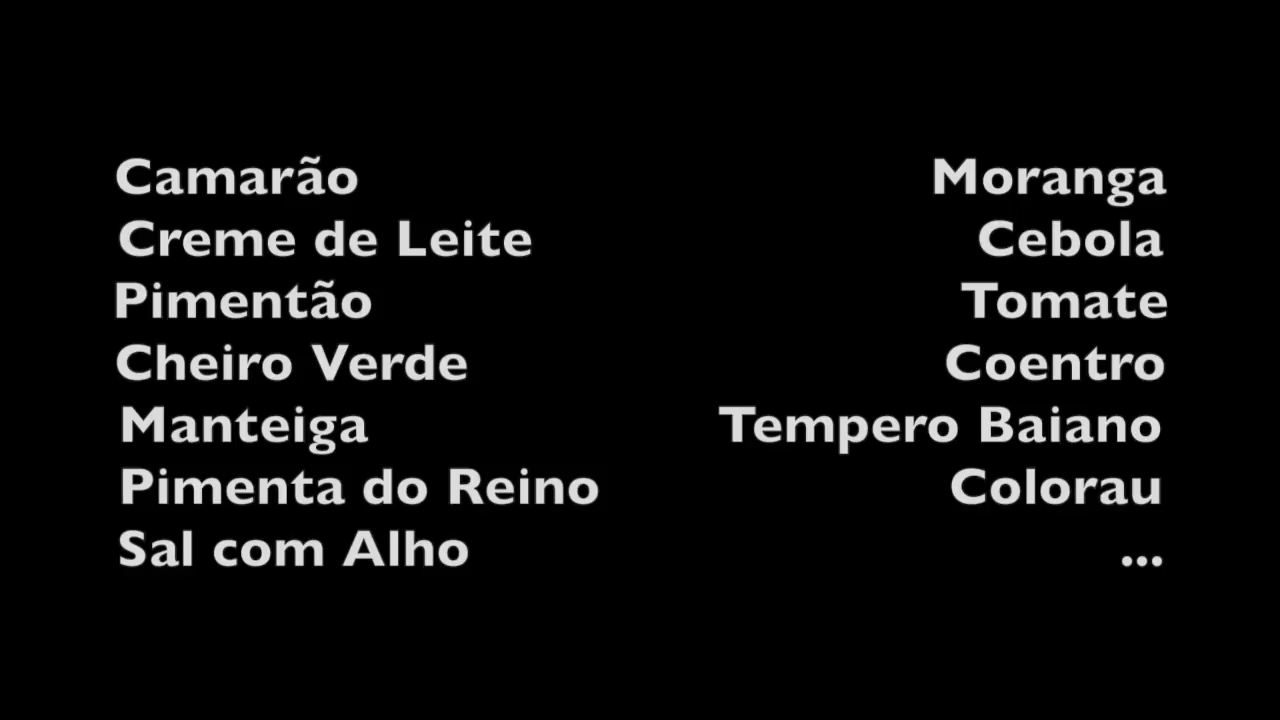 Camarão Moranga
Creme de Leite Cebola
Pimentão Tomate
Cheiro Verde Coentro
Manteiga Tempero Baiano
Pimenta do Reino Colorau
Sal com Alho ...